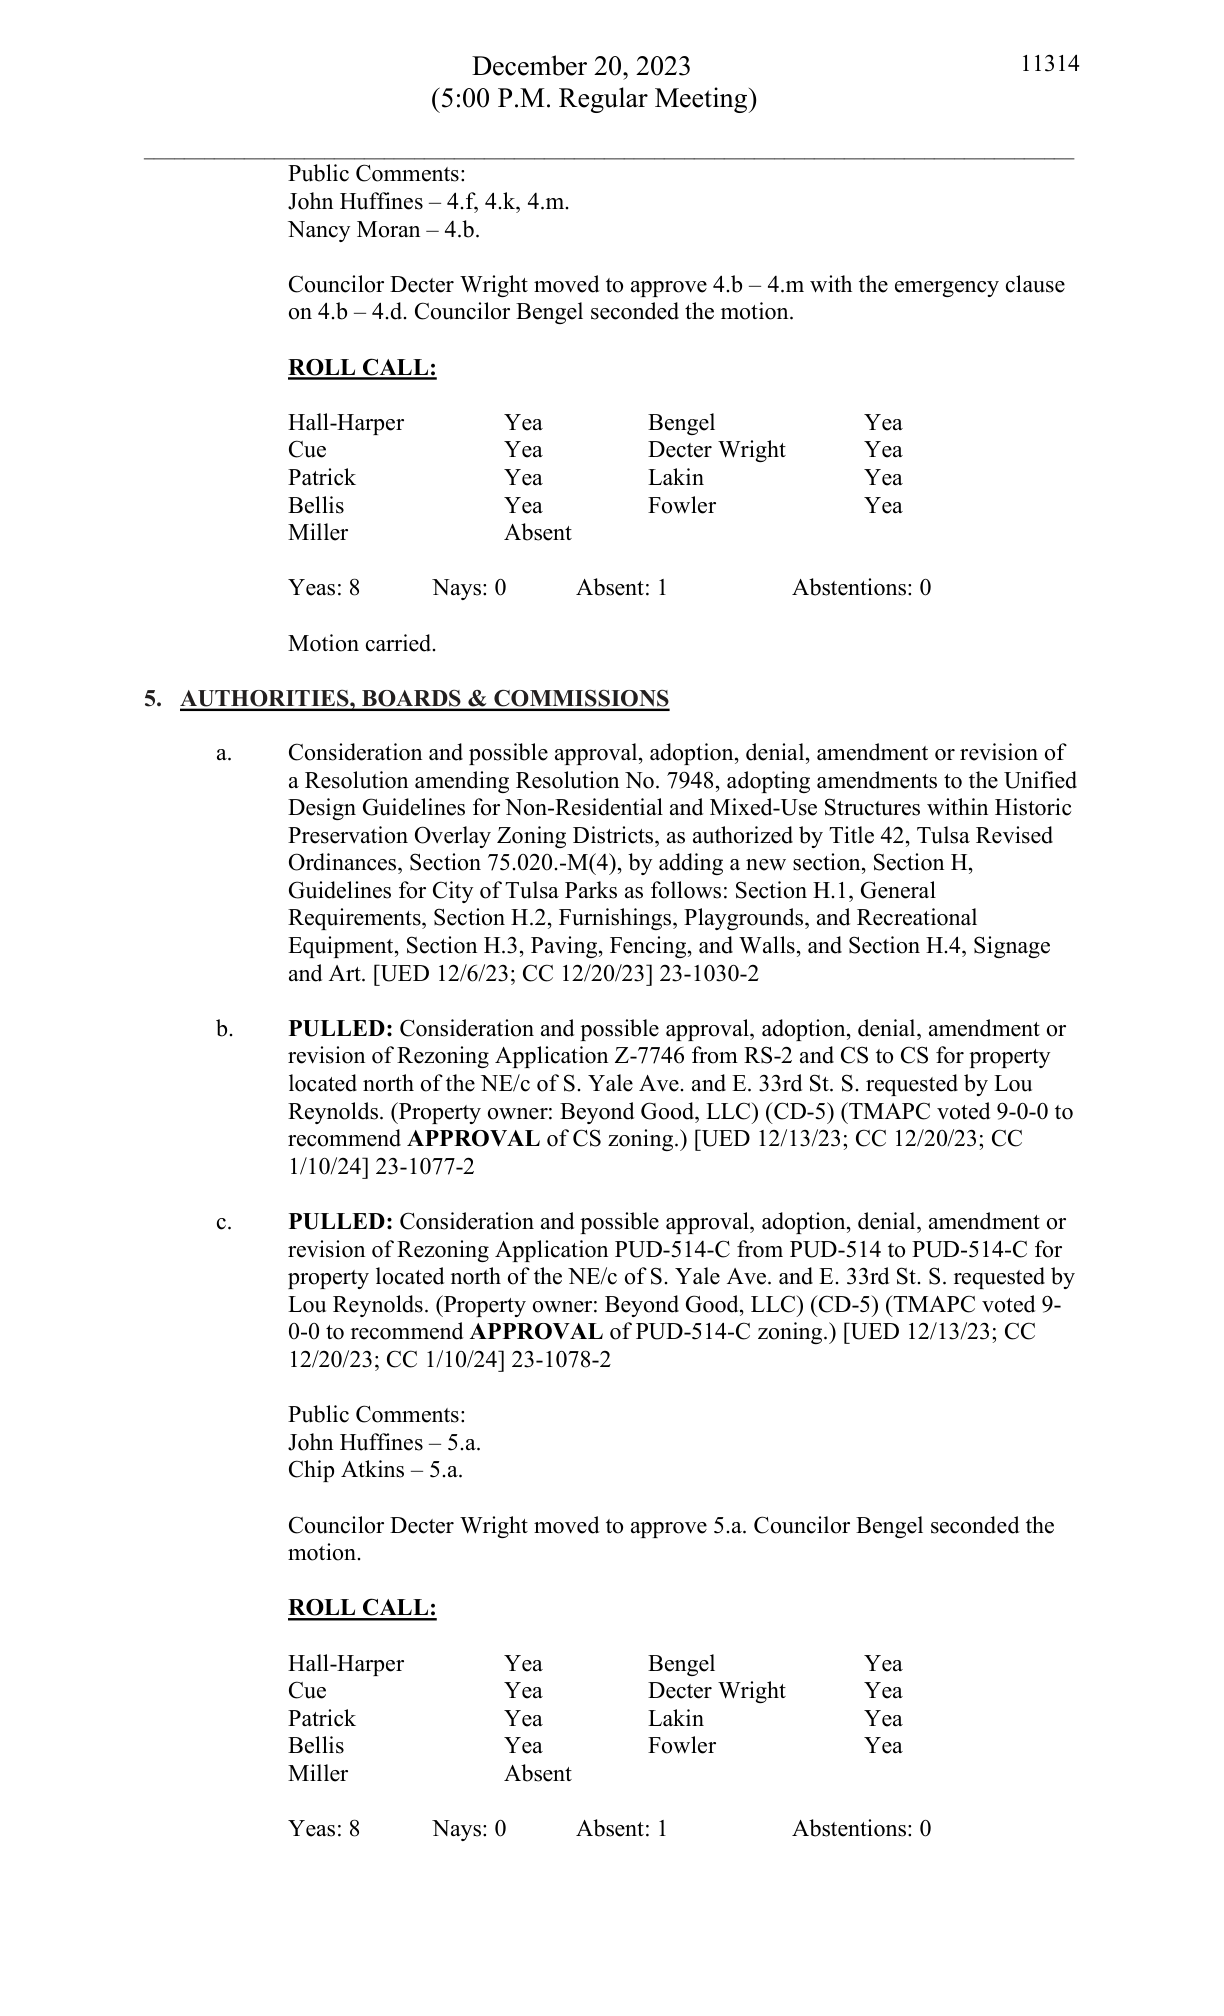 December 20, 2023
(5:00 P.M. Regular Meeting)
11314
Public Comments:
John Huffines – 4.f, 4.k, 4.m.
Nancy Moran – 4.b.
Councilor Decter Wright moved to approve 4.b – 4.m with the emergency clause
on 4.b – 4.d. Councilor Bengel seconded the motion.
ROLL CALL:
Hall-Harper Yea Bengel Yea
Cue Yea Decter Wright Yea
Patrick Yea Lakin Yea
Bellis Yea Fowler Yea
Miller Absent
Yeas: 8 Nays: 0 Absent: 1 Abstentions: 0
Motion carried.
5. AUTHORITIES, BOARDS & COMMISSIONS
a. Consideration and possible approval, adoption, denial, amendment or revision of
a Resolution amending Resolution No. 7948, adopting amendments to the Unified
Design Guidelines for Non-Residential and Mixed-Use Structures within Historic
Preservation Overlay Zoning Districts, as authorized by Title 42, Tulsa Revised
Ordinances, Section 75.020.-M(4), by adding a new section, Section H,
Guidelines for City of Tulsa Parks as follows: Section H.1, General
Requirements, Section H.2, Furnishings, Playgrounds, and Recreational
Equipment, Section H.3, Paving, Fencing, and Walls, and Section H.4, Signage
and Art. [UED 12/6/23; CC 12/20/23] 23-1030-2
b. PULLED: Consideration and possible approval, adoption, denial, amendment or
revision of Rezoning Application Z-7746 from RS-2 and CS to CS for property
located north of the NE/c of S. Yale Ave. and E. 33rd St. S. requested by Lou
Reynolds. (Property owner: Beyond Good, LLC) (CD-5) (TMAPC voted 9-0-0 to
recommend APPROVAL of CS zoning.) [UED 12/13/23; CC 12/20/23; CC
1/10/24] 23-1077-2
c. PULLED: Consideration and possible approval, adoption, denial, amendment or
revision of Rezoning Application PUD-514-C from PUD-514 to PUD-514-C for
property located north of the NE/c of S. Yale Ave. and E. 33rd St. S. requested by
Lou Reynolds. (Property owner: Beyond Good, LLC) (CD-5) (TMAPC voted 9-
0-0 to recommend APPROVAL of PUD-514-C zoning.) [UED 12/13/23; CC
12/20/23; CC 1/10/24] 23-1078-2
Public Comments:
John Huffines – 5.a.
Chip Atkins – 5.a.
Councilor Decter Wright moved to approve 5.a. Councilor Bengel seconded the
motion.
ROLL CALL:
Hall-Harper Yea Bengel Yea
Cue Yea Decter Wright Yea
Patrick Yea Lakin Yea
Bellis Yea Fowler Yea
Miller Absent
Yeas: 8 Nays: 0 Absent: 1 Abstentions: 0